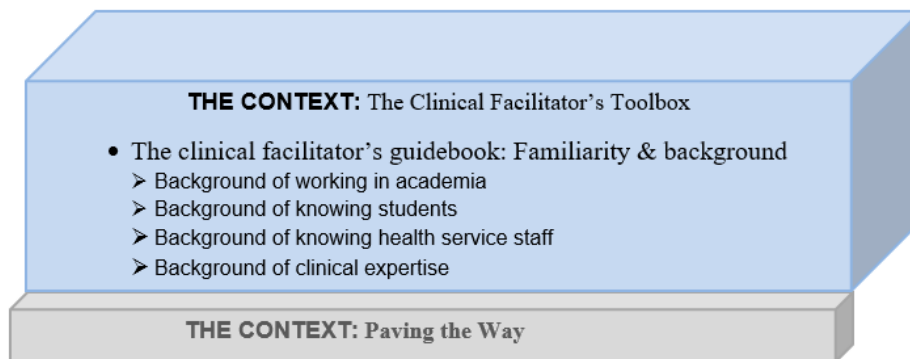 THE CONTEXT: The Clinical Facilitator's Toolbox
• The clinical facilitator's guidebook: Familiarity & background
➢ Background of working in academia
➢ Background of knowing students
➢ Background of knowing health service staff
➢ Background of clinical expertise
THE CONTEXT: Paving the Way